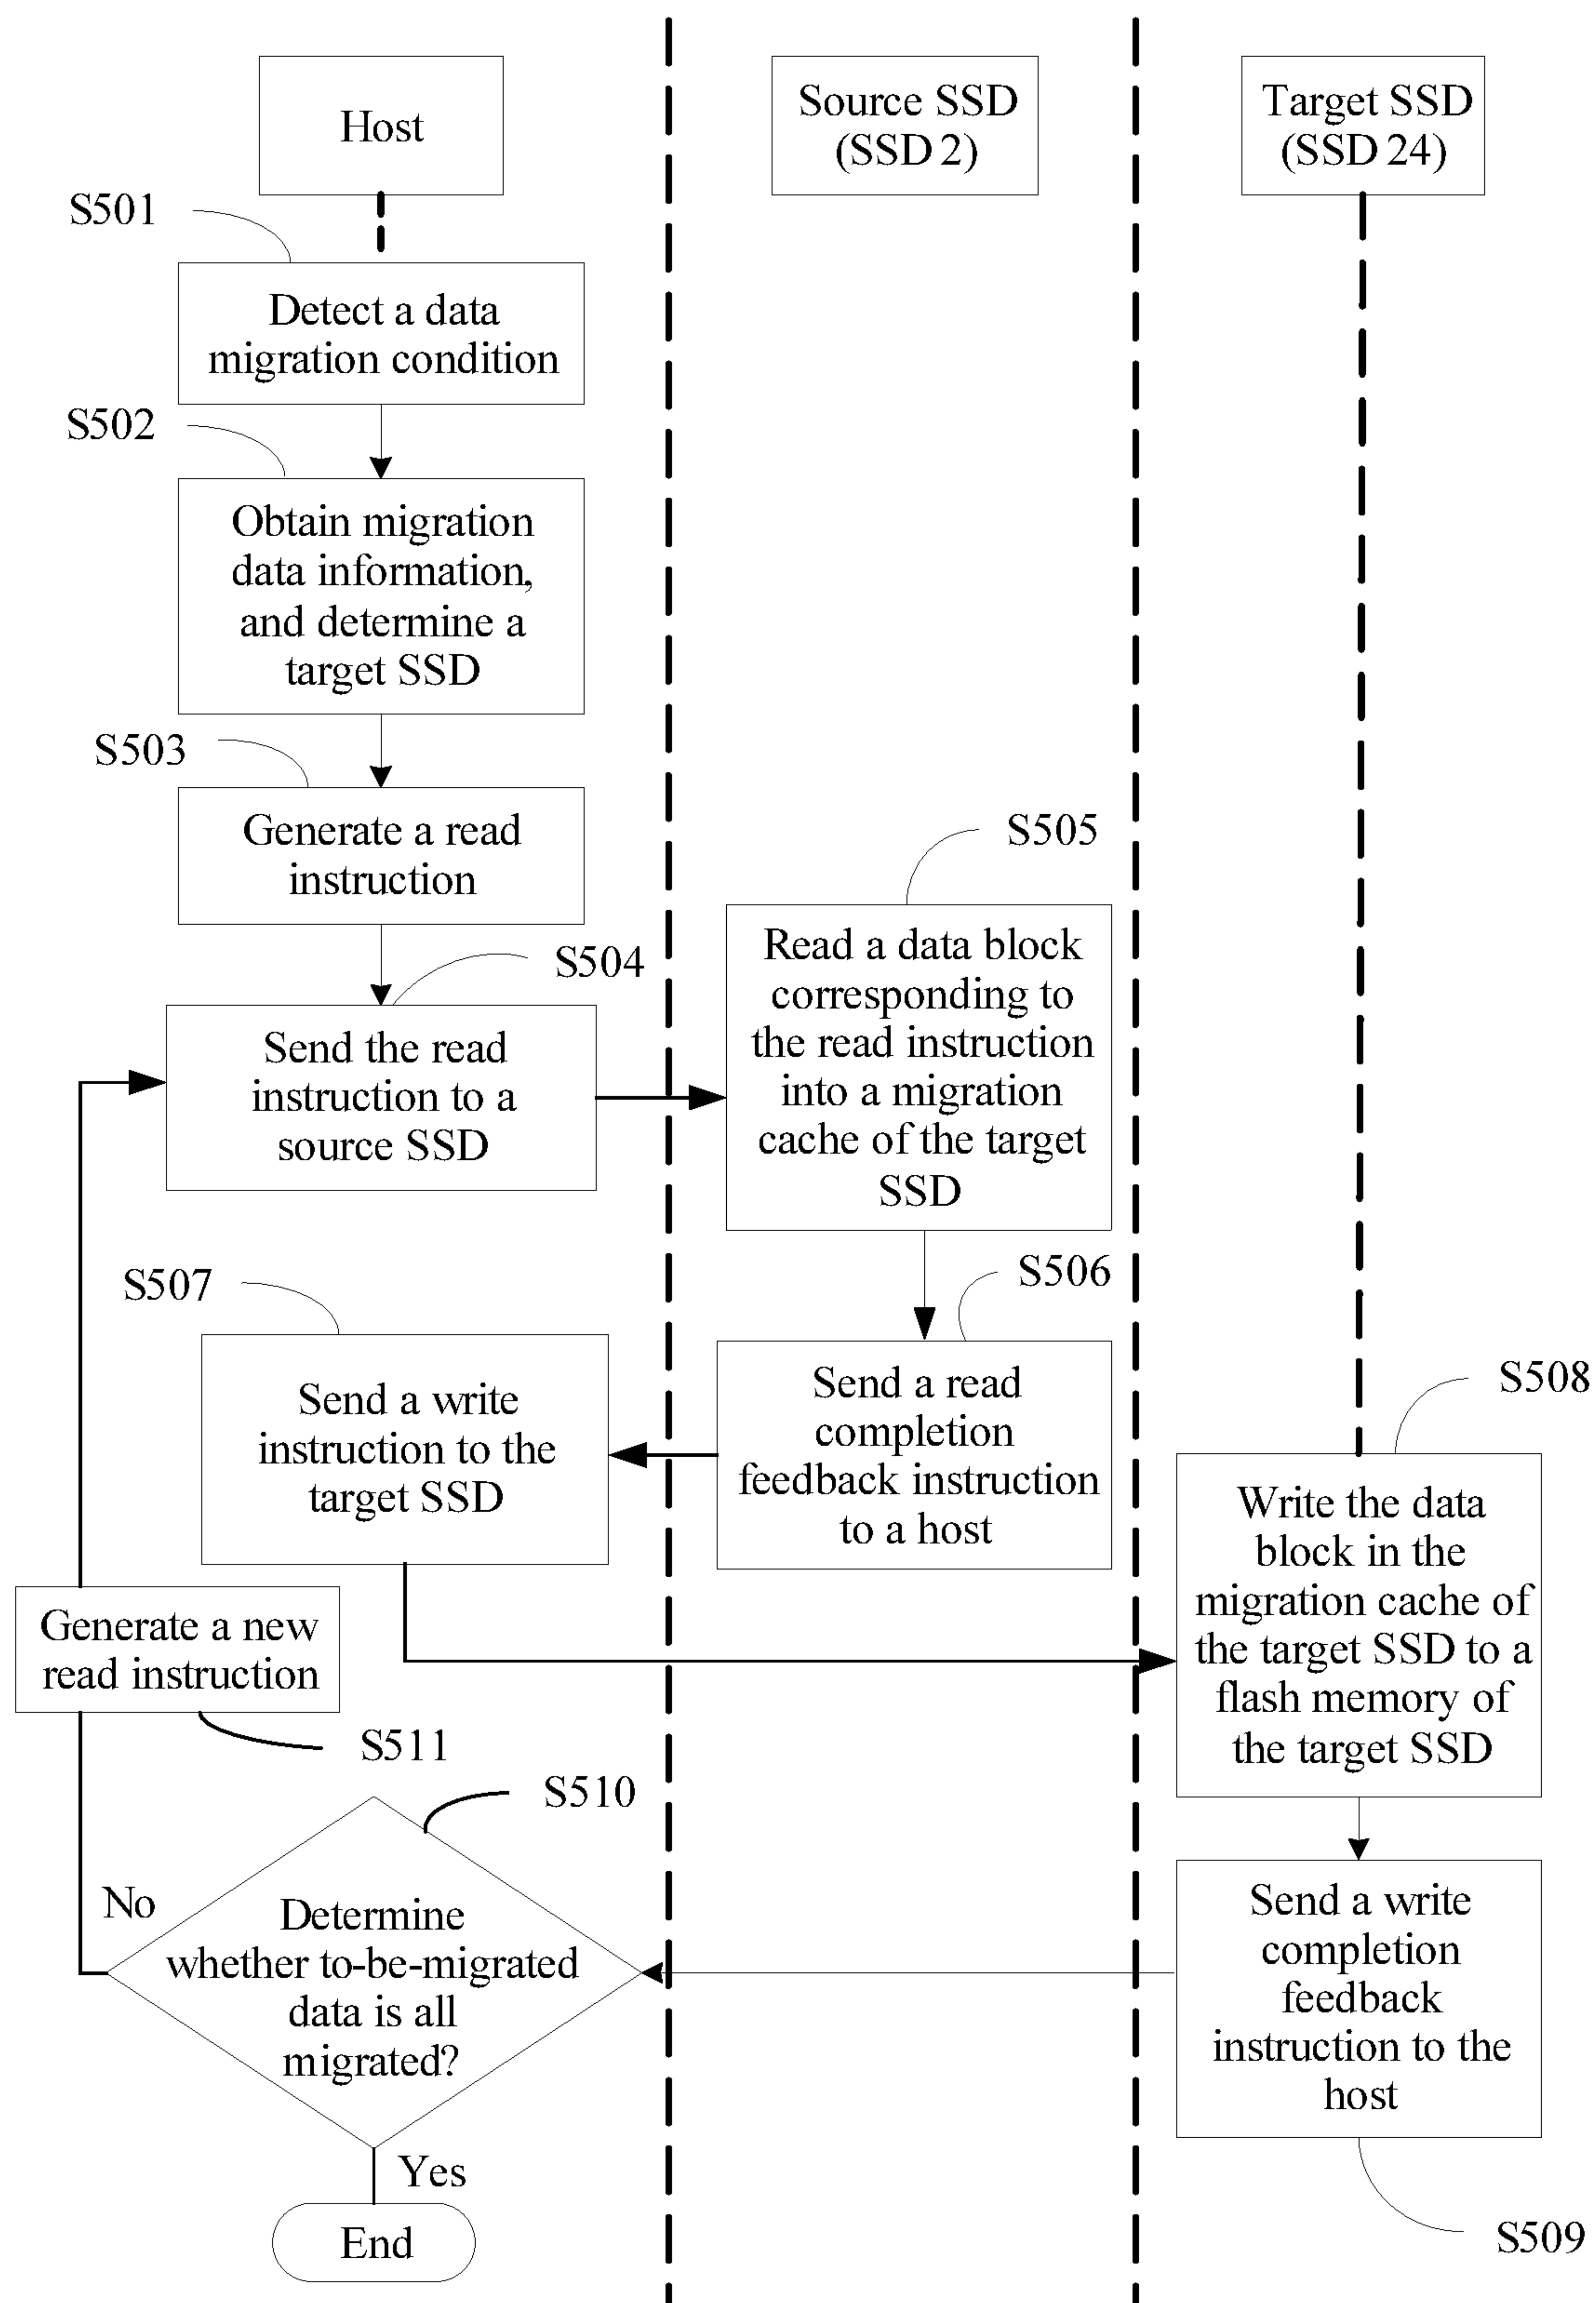 Host
Source SSD
(SSD 2)
Target SSD
(SSD 24)
S501
Detect a data
migration condition
S502
Obtain migration
data information,
and determine a
target SSD
S503
Generate a read
instruction
S504
Send the read
instruction to a
source SSD
S505
Read a data block
corresponding to
the read instruction
into a migration
cache of the target
SSD
S506
Send a read
completion
feedback instruction
to a host
S507
Send a write
instruction to the
target SSD
S508
Write the data
block in the
migration cache of
the target SSD to a
flash memory of
the target SSD
Generate a new
read instruction
S511
S510
No
Determine
whether to-be-migrated
data is all
migrated?
Send a write
completion
feedback
instruction to the
host
S509
Yes
End